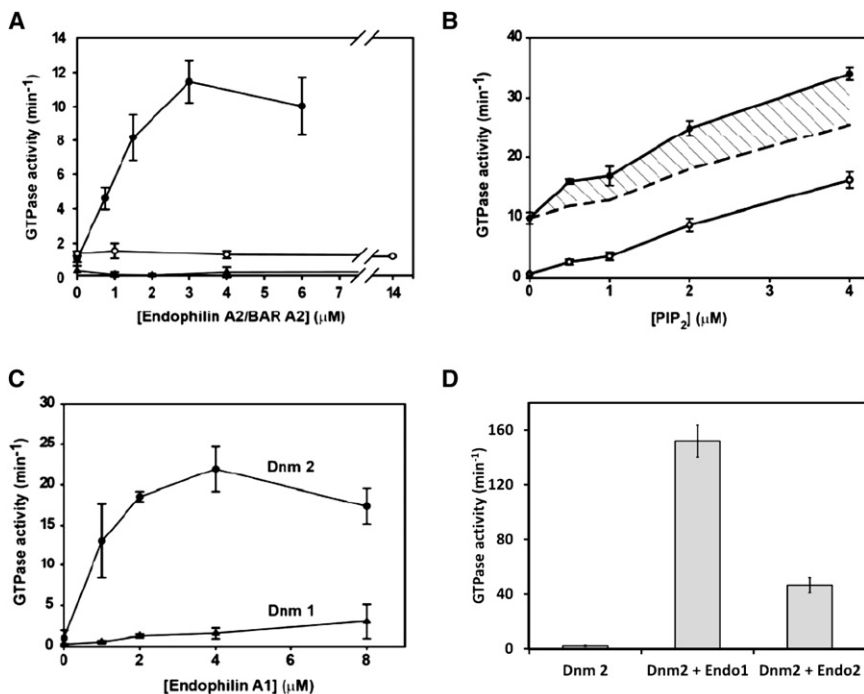 A
GTPase activity (min⁻¹)
14
12
10
8
6
4
2
0
0 1 2 3 4 5 6 7 14
[Endophilin A2/BAR A2] (μM)
B
GTPase activity (min⁻¹)
40
30
20
10
0
0 2 4
[PIP₂] (μM)
C
GTPase activity (min⁻¹)
30
25
20
15
10
5
0
Dnm 2
Dnm 1
0 2 4 6 8
[Endophilin A1] (μM)
D
GTPase activity (min⁻¹)
160
120
80
40
0
Dnm 2 Dnm2 + Endo1 Dnm2 + Endo2